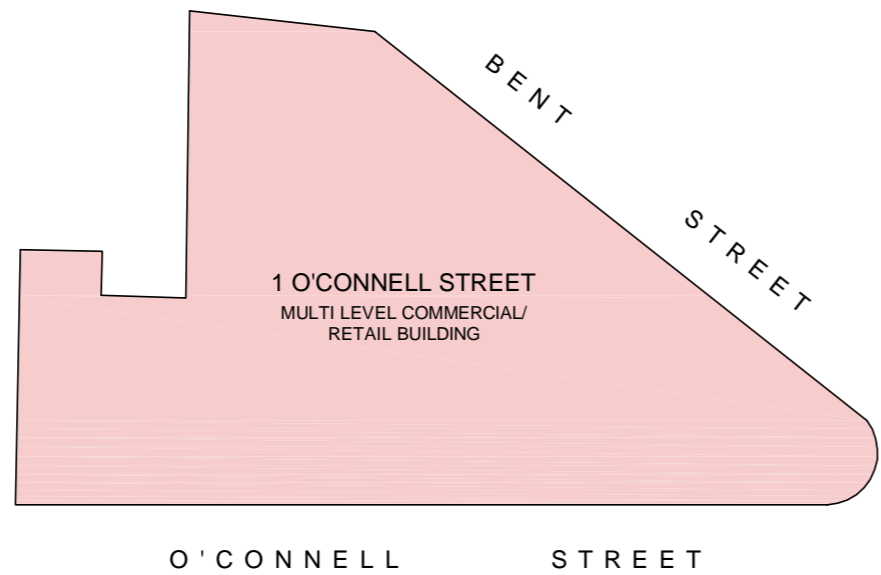 BENT STREET
1 O'CONNELL STREET
MULTI LEVEL COMMERCIAL/
RETAIL BUILDING
O'CONNELL STREET